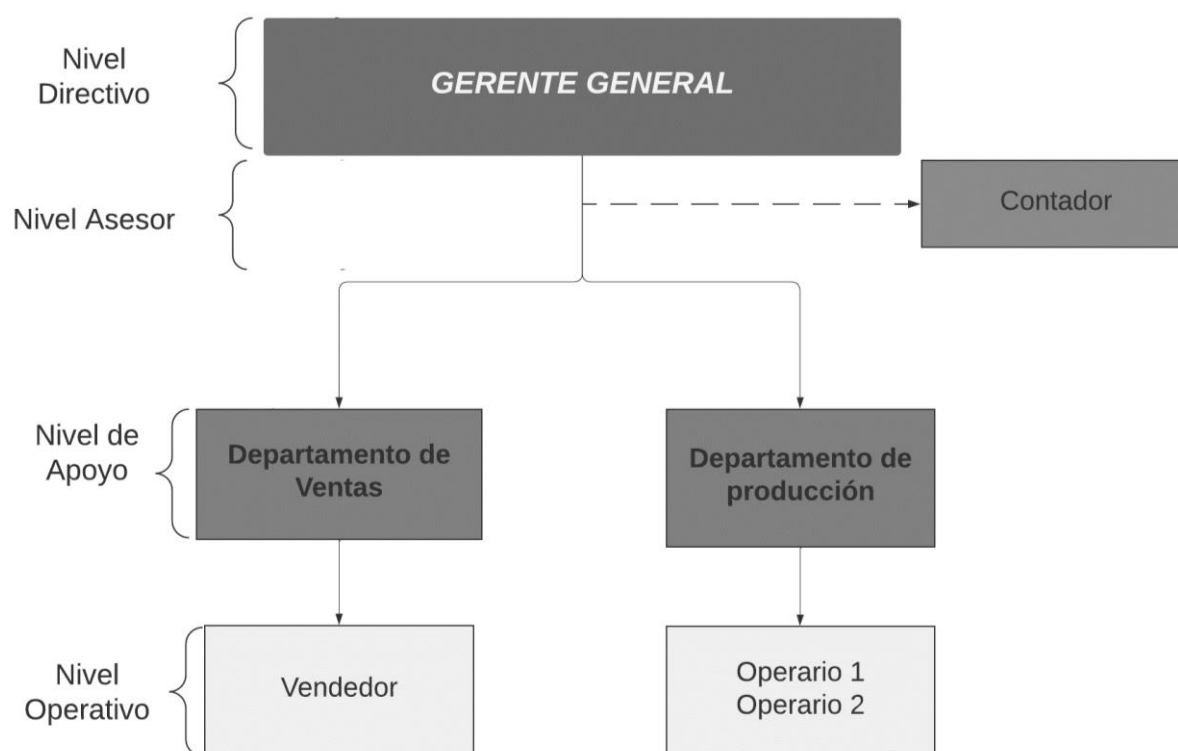 Nivel
Directivo
GERENTE GENERAL
Nivel Asesor
Contador
Nivel de
Apoyo
Departamento de
Ventas
Departamento de
producción
Nivel
Operativo
Vendedor
Operario 1
Operario 2